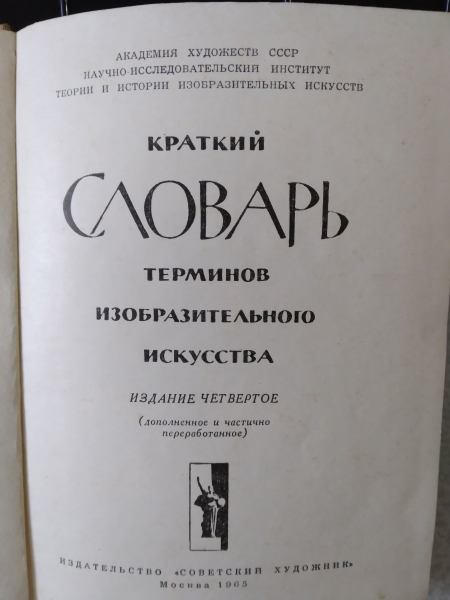 АКАДЕМИЯ ХУДОЖЕСТВ СССР
НАУЧНО-ИССЛЕДОВАТЕЛЬСКИЙ ИНСТИТУТ
ТЕОРИИ И ИСТОРИИ ИЗОБРАЗИТЕЛЬНЫХ ИСКУССТВ
КРАТКИЙ
СЛОВАРЬ
ТЕРМИНОВ
ИЗОБРАЗИТЕЛЬНОГО
ИСКУССТВА
ИЗДАНИЕ ЧЕТВЕРТОЕ
(дополненное и частично
переработанное)
ИЗДАТЕЛЬСТВО «СОВЕТСКИЙ ХУДОЖНИК»
Москва 1965